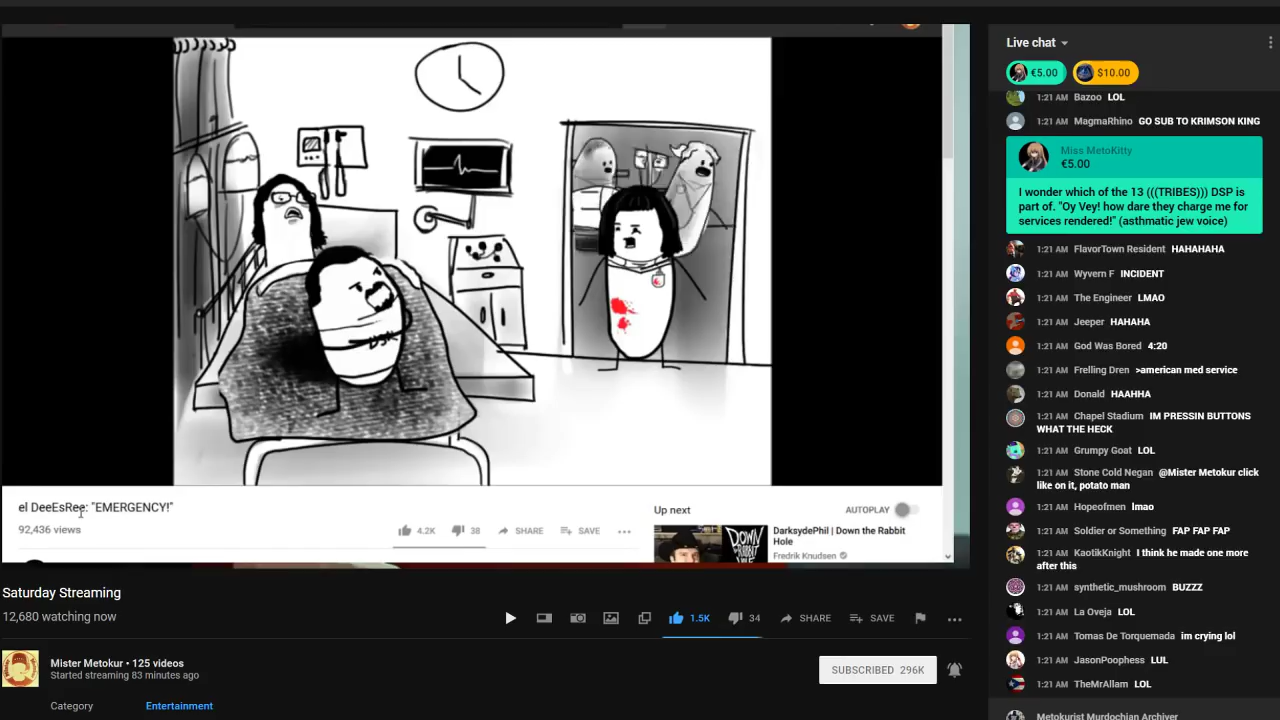 DSK
el DeeEsRee: "EMERGENCY!"
92,436 views
4.2K
38
SHARE
SAVE
Up next
AUTOPLAY
DarksydePhil | Down the Rabbit
Hole
Fredrik Knudsen
DOWN
Saturday Streaming
12,680 watching now
1.5K
34
SHARE
SAVE
Mister Metokur • 125 videos
Started streaming 83 minutes ago
SUBSCRIBED 296K
Category
Entertainment
Live chat
€5.00
$10.00
1:21 AM Bazoo LOL
1:21 AM MagmaRhino GO SUB TO KRIMSON KING
Miss MetoKitty
€5.00
I wonder which of the 13 (((TRIBES))) DSP is
part of. "Oy Vey! how dare they charge me for
services rendered!" (asthmatic jew voice)
1:21 AM FlavorTown Resident HAHAHAHA
1:21 AM Wyvern F INCIDENT
1:21 AM The Engineer LMAO
1:21 AM Jeeper HAHAHA
1:21 AM God Was Bored 4:20
1:21 AM Frelling Dren >american med service
1:21 AM Donald HAAHHA
1:21 AM Chapel Stadium IM PRESSIN BUTTONS
WHAT THE HECK
1:21 AM Grumpy Goat LOL
1:21 AM Stone Cold Negan @Mister Metokur click
like on it, potato man
1:21 AM Hopeofmen lmao
1:21 AM Soldier or Something FAP FAP FAP
1:21 AM KaotikKnight I think he made one more
after this
1:21 AM synthetic_mushroom BUZZZ
1:21 AM La Oveja LOL
1:21 AM Tomas De Torquemada im crying lol
1:21 AM JasonPoophess LUL
1:21 AM TheMrAllam LOL
Metokurist Murdochian Archiver